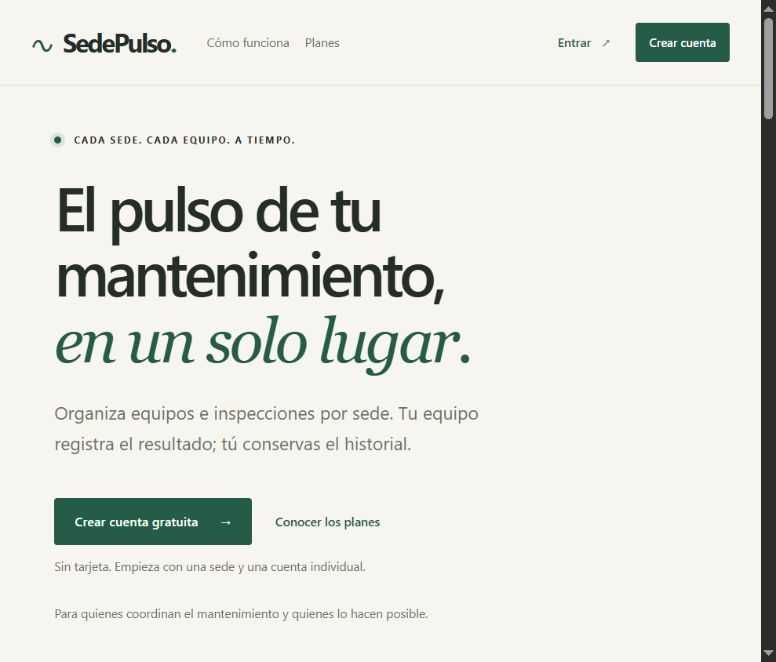 SedePulso.
Cómo funciona
Planes
Entrar ↗
Crear cuenta
CADA SEDE. CADA EQUIPO. A TIEMPO.
El pulso de tu
mantenimiento,
en un solo lugar.
Organiza equipos e inspecciones por sede. Tu equipo
registra el resultado; tú conservas el historial.
Crear cuenta gratuita →
Conocer los planes
Sin tarjeta. Empieza con una sede y una cuenta individual.
Para quienes coordinan el mantenimiento y quienes lo hacen posible.